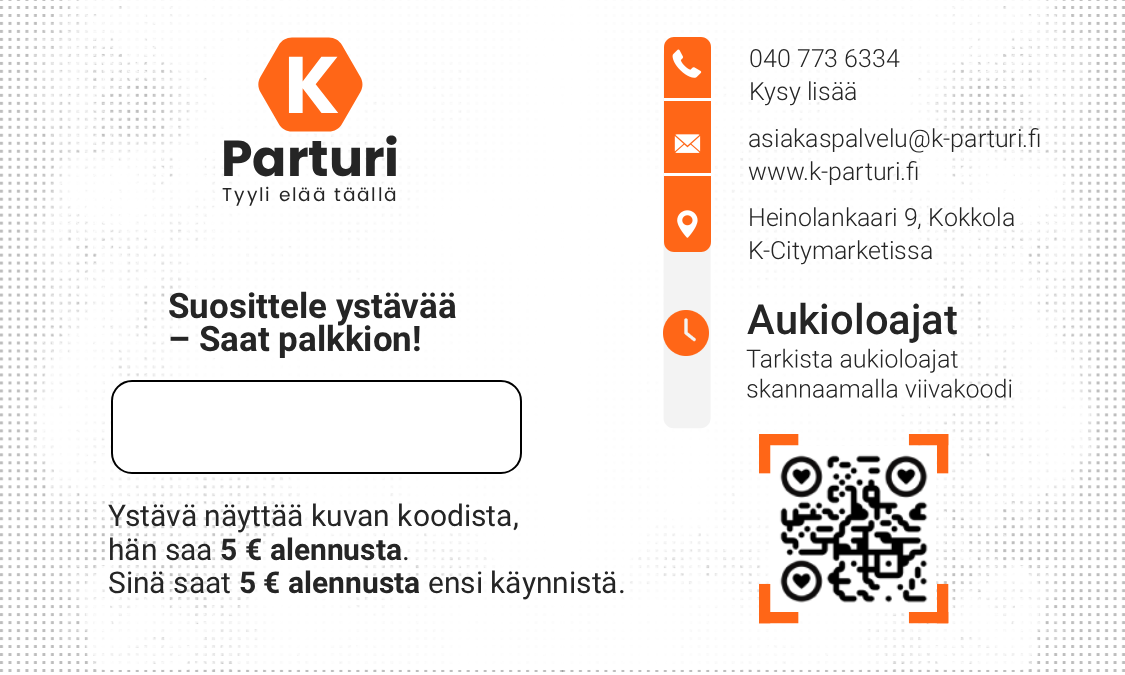 K
Parturi
Tyyli elää täällä
Suosittele ystävää
– Saat palkkion!
Ystävä näyttää kuvan koodista,
hän saa 5 € alennusta.
Sinä saat 5 € alennusta ensi käynnistä.
040 773 6334
Kysy lisää
asiakaspalvelu@k-parturi.fi
www.k-parturi.fi
Heinolankaari 9, Kokkola
K-Citymarketissa
Aukioloajat
Tarkista aukioloajat
skannaamalla viivakoodi